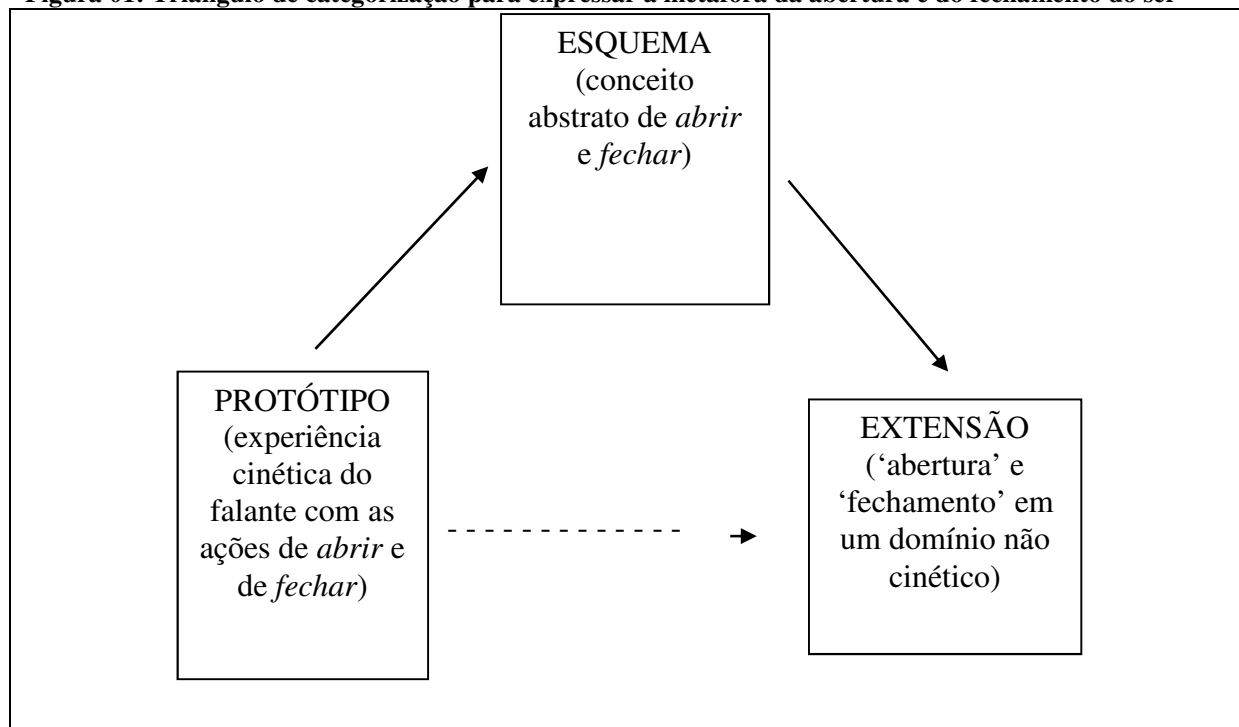 Figura 01: Triângulo de categorização para expressar a metáfora da abertura e do fechamento do ser
ESQUEMA
(conceito
abstrato de abrir
e fechar)
PROTÓTIPO
(experiência
cinética do
falante com as
ações de abrir e
de fechar)
EXTENSÃO
(‘abertura’ e
‘fechamento’ em
um domínio não
cinético)